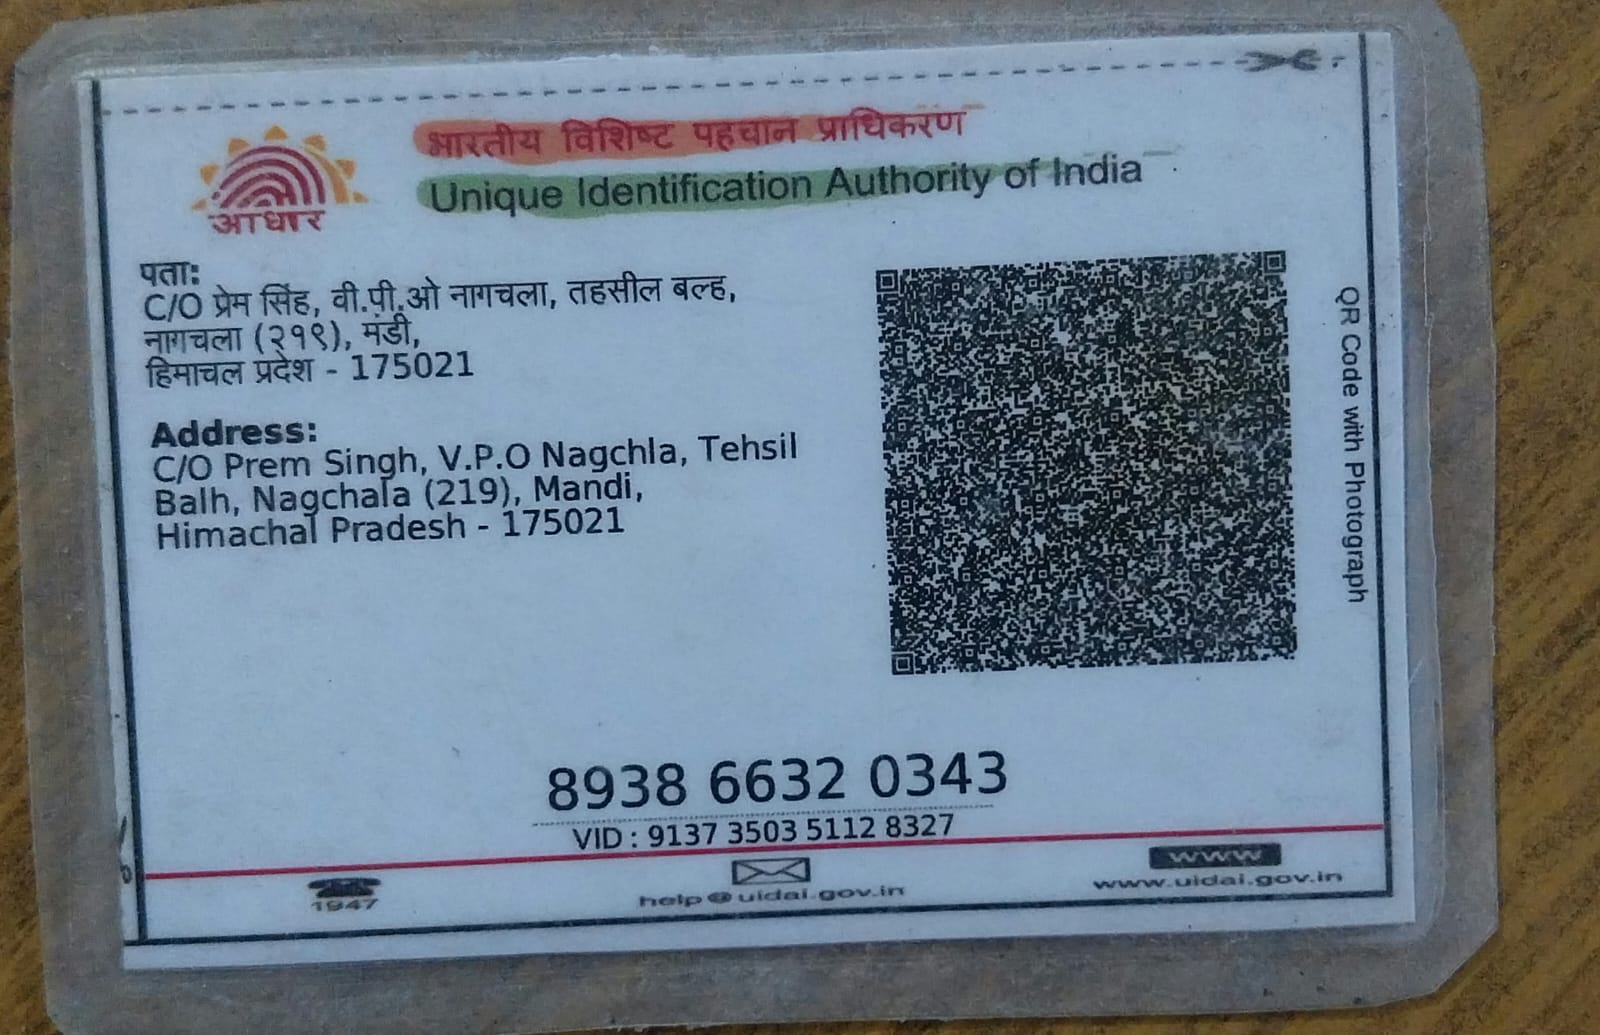 भारतीय विशिष्ट पहचान प्राधिकरण
Unique Identification Authority of India
आधार
पता:
C/O प्रेम सिंह, वी.पी.ओ नागचला, तहसील बल्ह,
नागचला (२१९), मंडी,
हिमाचल प्रदेश - 175021
Address:
C/O Prem Singh, V.P.O Nagchla, Tehsil
Balh, Nagchala (219), Mandi,
Himachal Pradesh - 175021
QR Code with Photograph
8938 6632 0343
VID : 9137 3503 5112 8327
1947
help@uidai.gov.in
www
www.uidai.gov.in